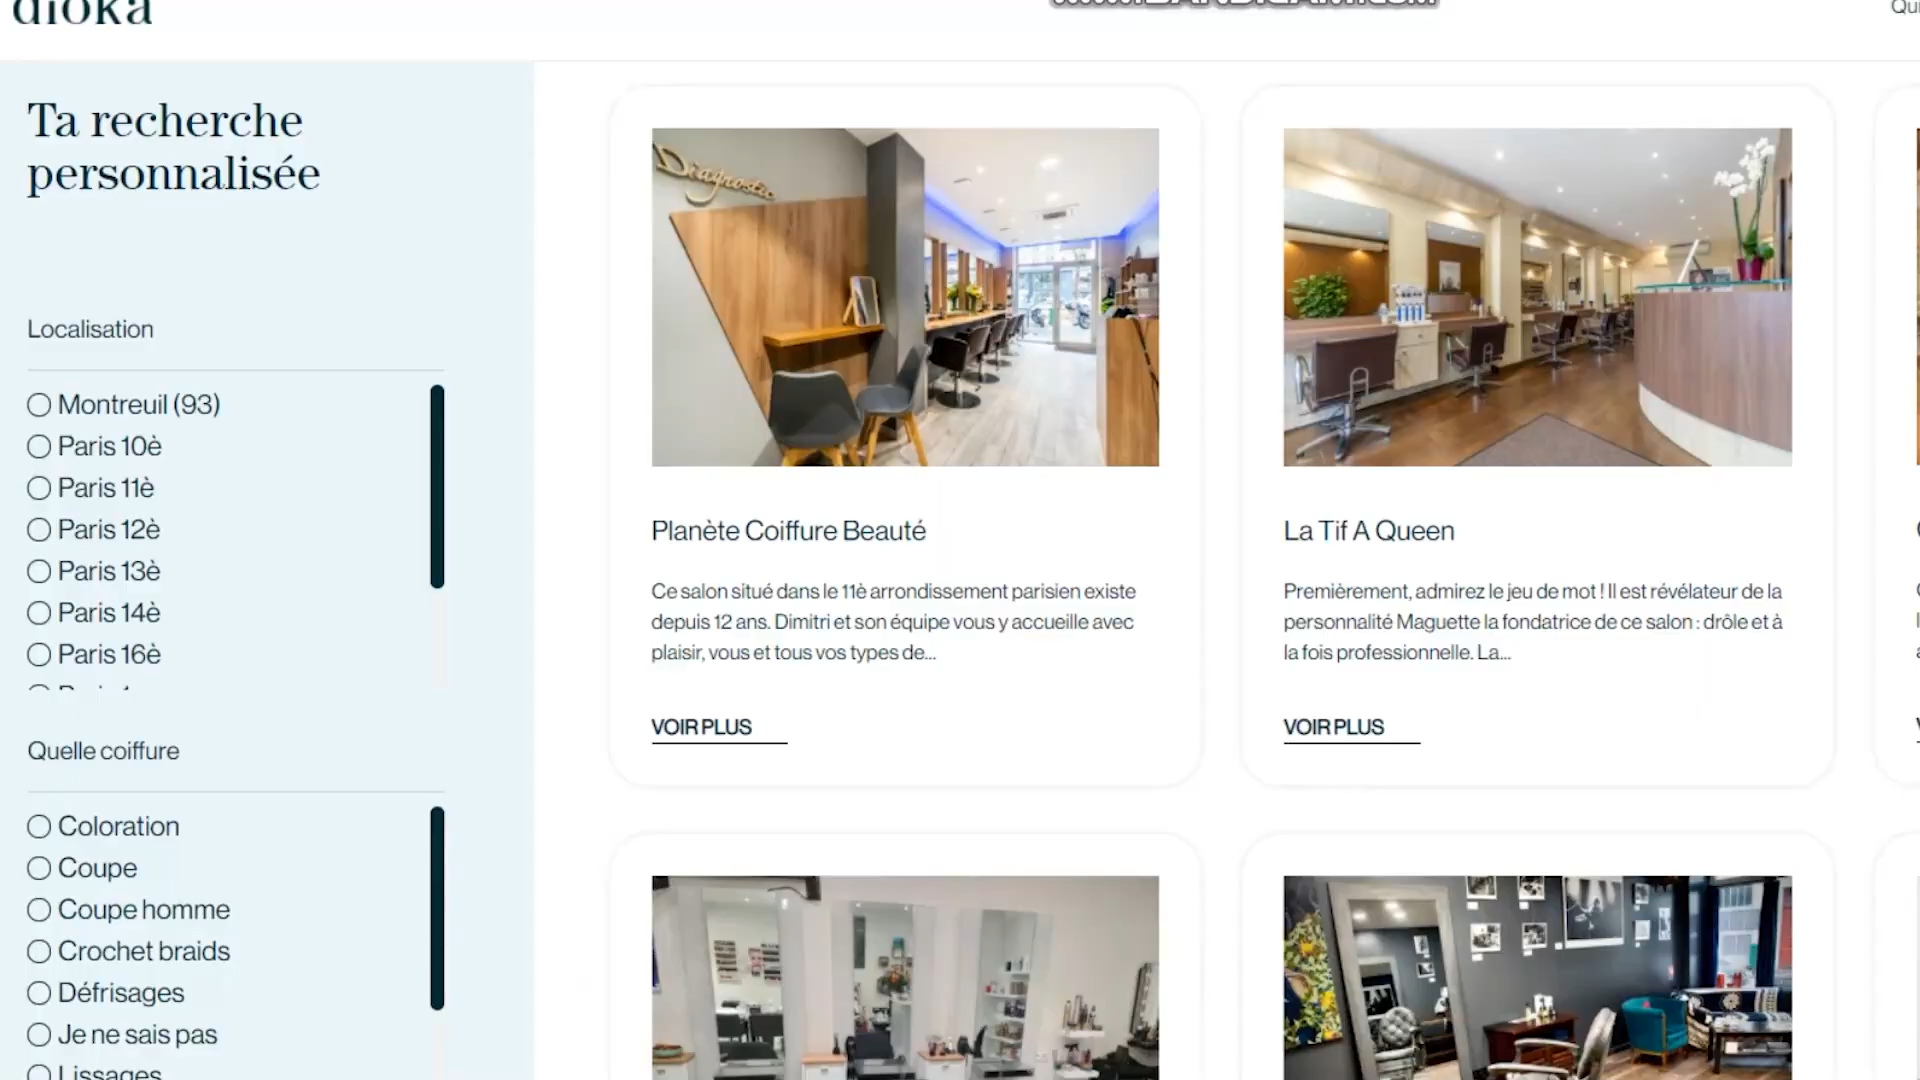 dioka
www.BANDICAM.com
Ta recherche
personnalisée
Localisation
Montreuil (93)
Paris 10è
Paris 11è
Paris 12è
Paris 13è
Paris 14è
Paris 16è
Quelle coiffure
Coloration
Coupe
Coupe homme
Crochet braids
Défrisages
Je ne sais pas
Lissages
Diagnostic
Planète Coiffure Beauté
Ce salon situé dans le 11è arrondissement parisien existe
depuis 12 ans. Dimitri et son équipe vous y accueille avec
plaisir, vous et tous vos types de...
VOIR PLUS
La Tif A Queen
Premièrement, admirez le jeu de mot ! Il est révélateur de la
personnalité Maguette la fondatrice de ce salon : drôle et à
la fois professionnelle. La...
VOIR PLUS